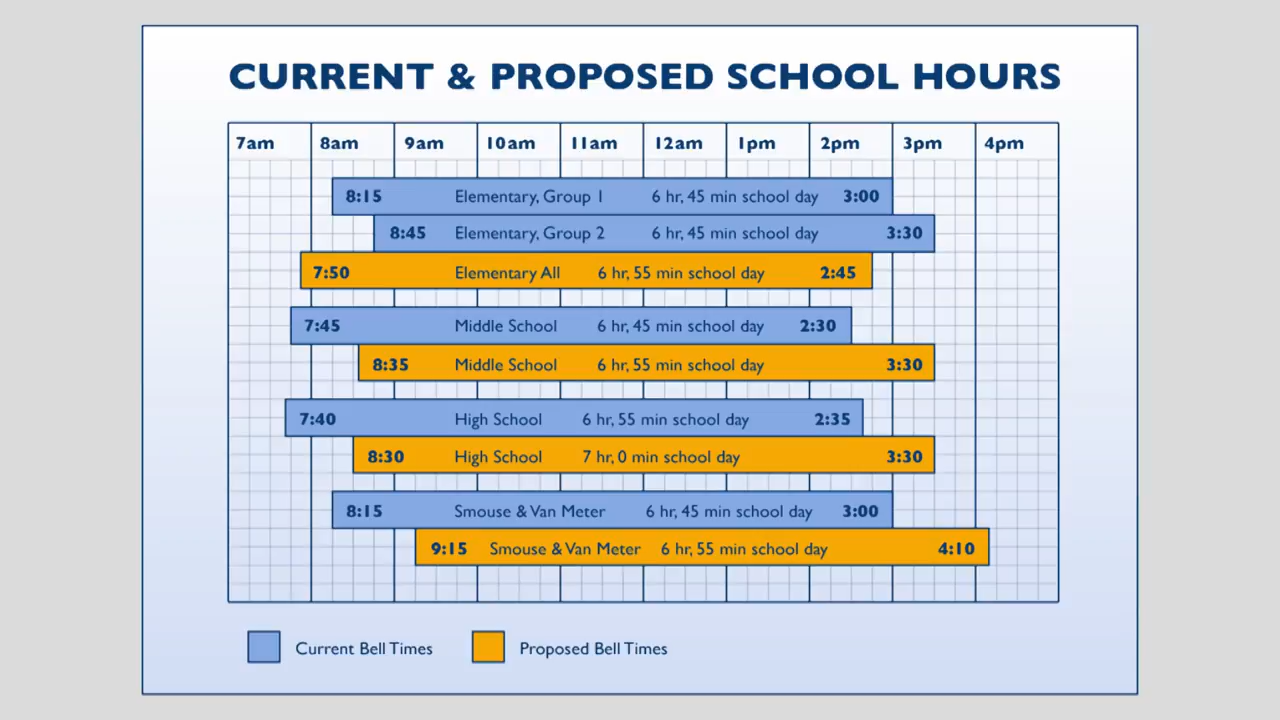 CURRENT & PROPOSED SCHOOL HOURS
7am 8am 9am 10am 11am 12am 1pm 2pm 3pm 4pm
8:15 Elementary, Group 1 6 hr, 45 min school day 3:00
8:45 Elementary, Group 2 6 hr, 45 min school day 3:30
7:50 Elementary All 6 hr, 55 min school day 2:45
7:45 Middle School 6 hr, 45 min school day 2:30
8:35 Middle School 6 hr, 55 min school day 3:30
7:40 High School 6 hr, 55 min school day 2:35
8:30 High School 7 hr, 0 min school day 3:30
8:15 Smouse & Van Meter 6 hr, 45 min school day 3:00
9:15 Smouse & Van Meter 6 hr, 55 min school day 4:10
Current Bell Times Proposed Bell Times